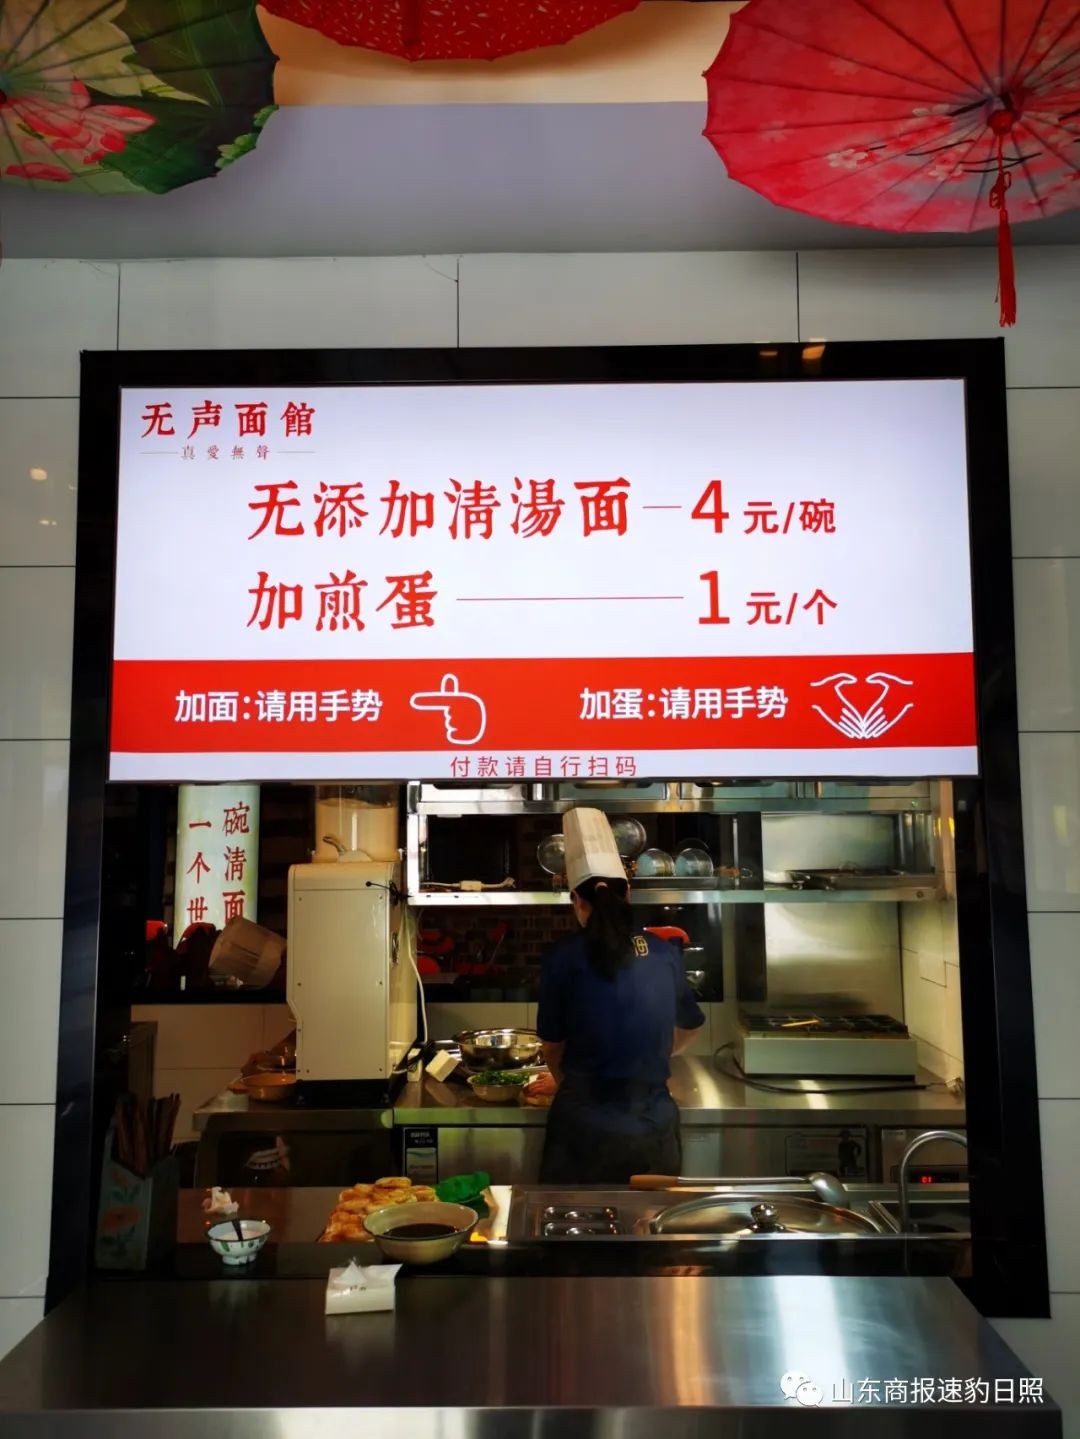 无声面館
真愛無聲
无添加清湯面 4元/碗
加煎蛋 1元/个
加面:请用手势
加蛋:请用手势
付款请自行扫码
碗清面
一个世
山东商报速豹日照